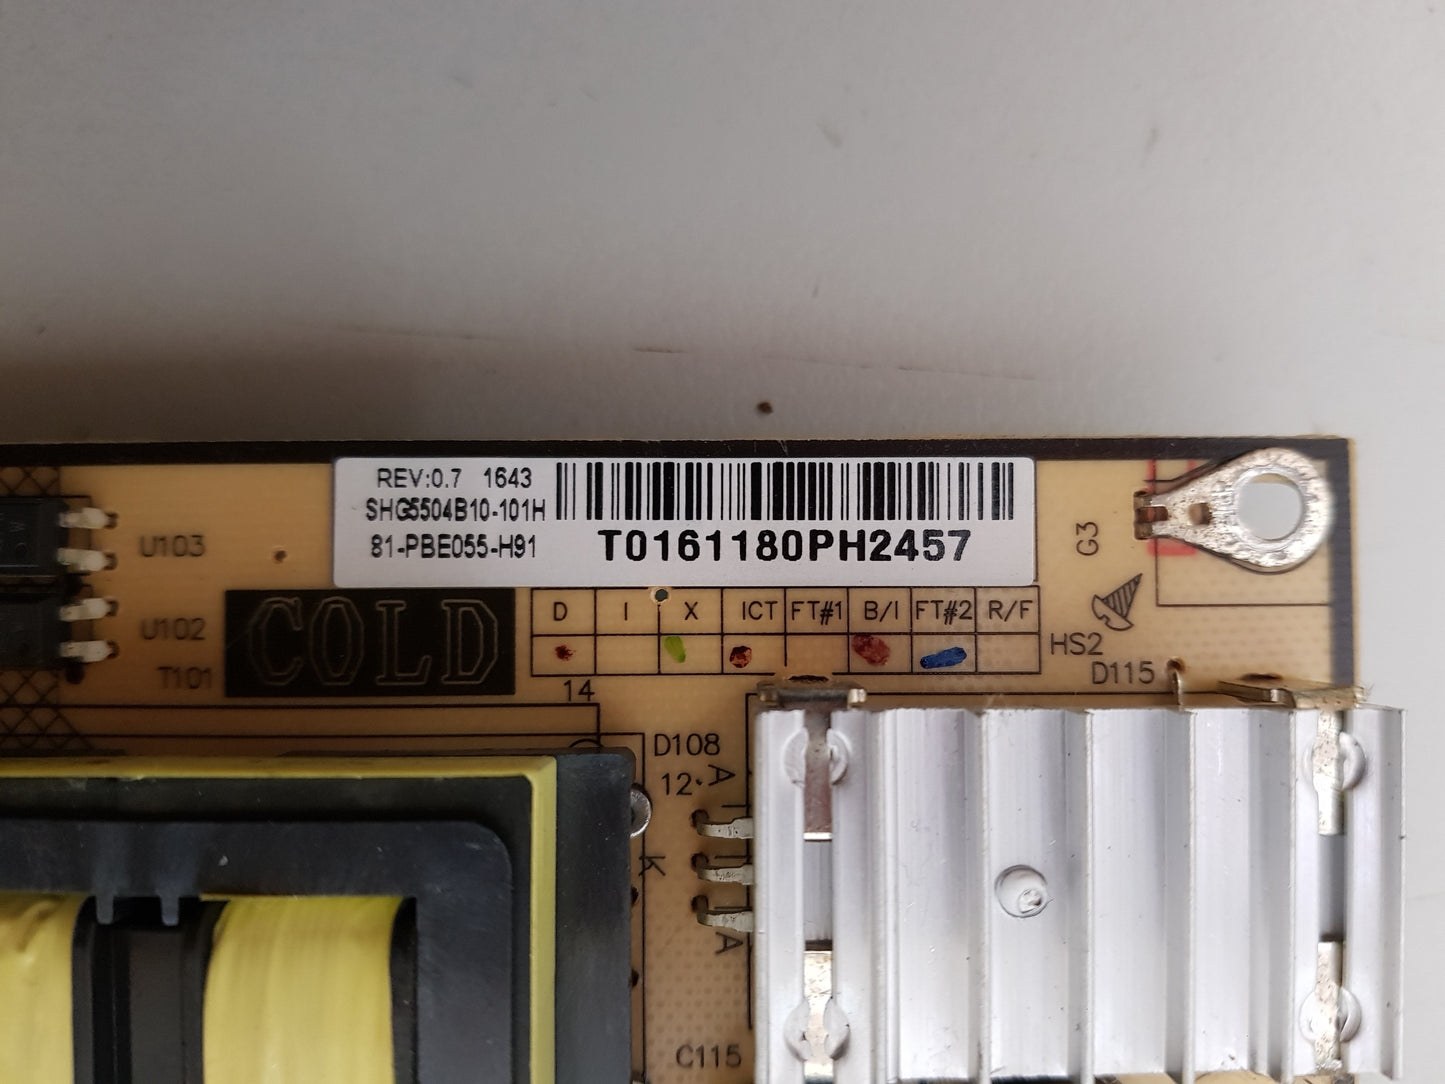 REV:0.7 1643
SHG5504B10-101H
81-PBE055-H91
T0161180PH2457
U103
G3
D I X ICT FT#1 B/I FT#2 R/F
U102
COLD
HS2
T101
D115
14
D108
12
A
K
A
C115